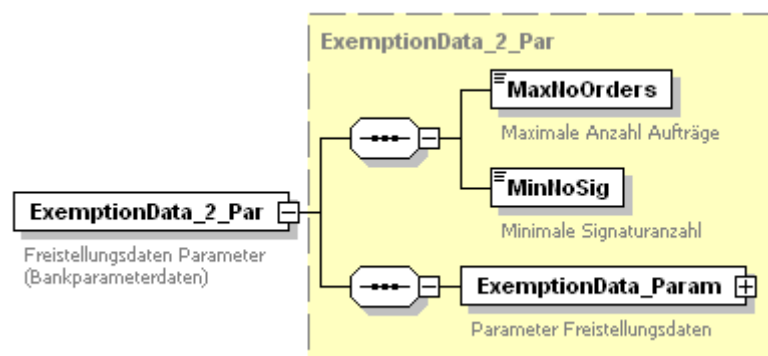 ExemptionData_2_Par
MaxNoOrders
Maximale Anzahl Aufträge
MinNoSig
Minimale Signaturanzahl
ExemptionData_2_Par
Freistellungsdaten Parameter
(Bankparameterdaten)
ExemptionData_Param
Parameter Freistellungsdaten